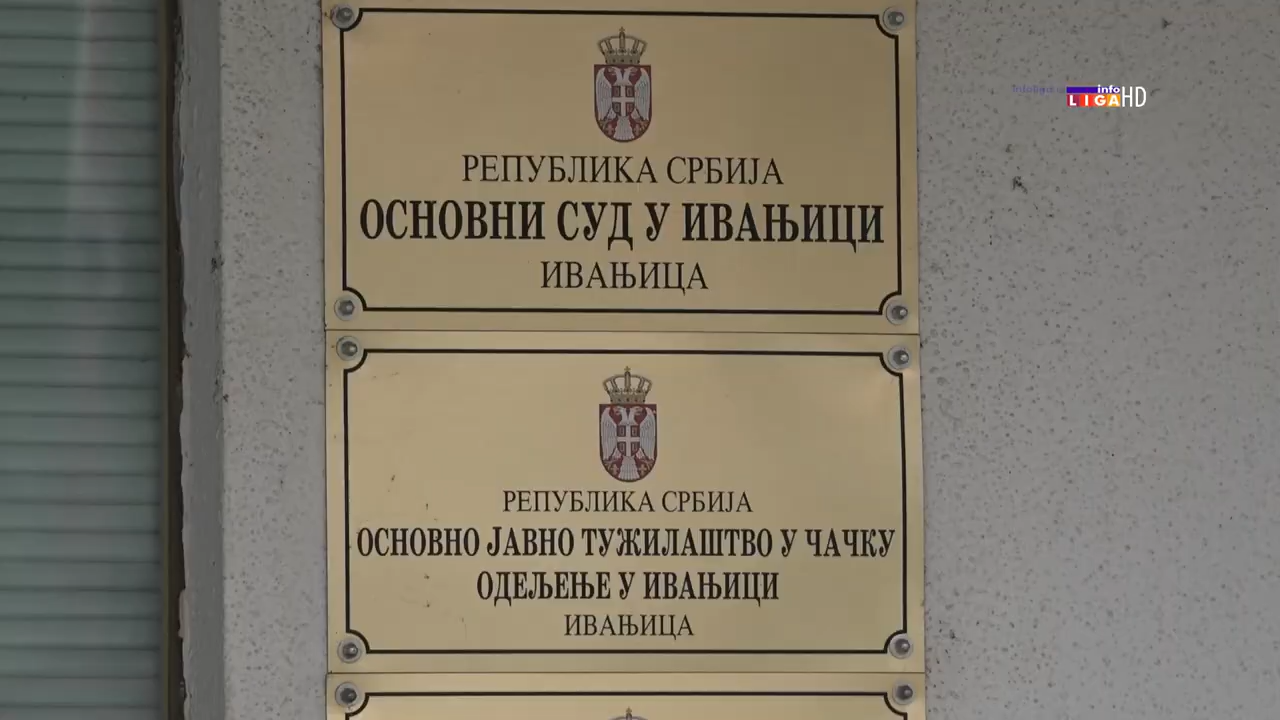 РЕПУБЛИКА СРБИЈА
ОСНОВНИ СУД У ИВАЊИЦИ
ИВАЊИЦА
РЕПУБЛИКА СРБИЈА
ОСНОВНО ЈАВНО ТУЖИЛАШТВО У ЧАЧКУ
ОДЕЉЕЊЕ У ИВАЊИЦИ
ИВАЊИЦА
info
LIGA HD